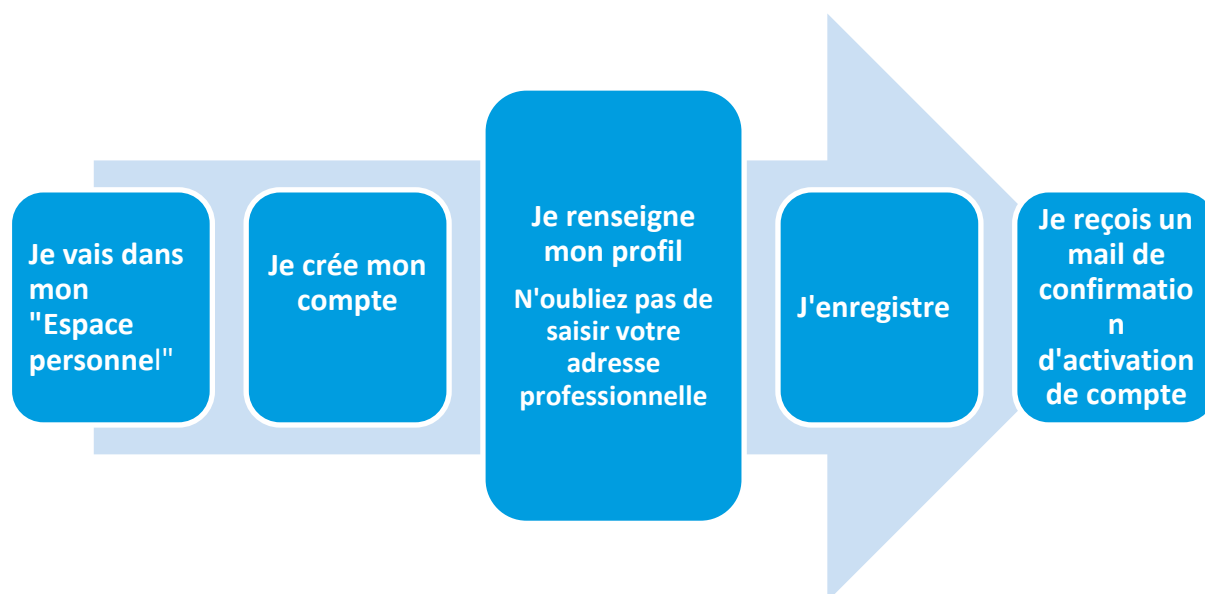 Je vais dans
mon
"Espace
personnel"
Je crée mon
compte
Je renseigne
mon profil
N'oubliez pas de
saisir votre
adresse
professionnelle
J'enregistre
Je reçois un
mail de
confirmatio
n
d'activation
de compte